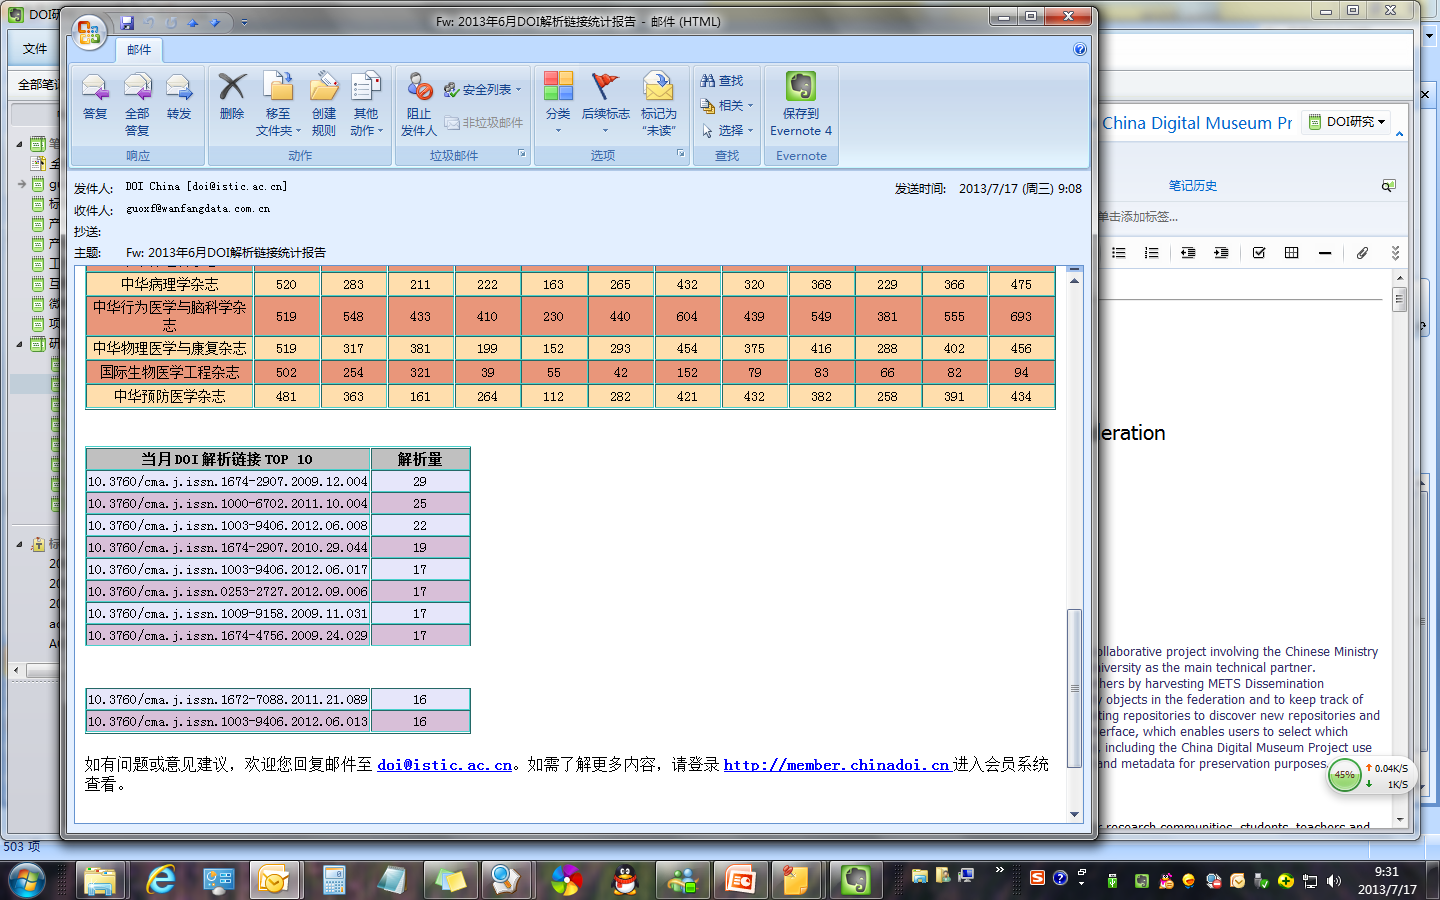 Fw: 2013年6月DOI解析链接统计报告 - 邮件 (HTML)
邮件
答复
全部
答复
转发
删除
移至
文件夹
创建
规则
其他
动作
阻止
发件人
安全列表
非垃圾邮件
分类
后续标志
标记为
“未读”
查找
相关
选择
保存到
Evernote 4
响应
动作
垃圾邮件
选项
查找
Evernote
发件人: DOI China [doi@istic.ac.cn]
发送时间: 2013/7/17 (周三) 9:08
收件人: guoxf@wanfangdata.com.cn
抄送:
主题: Fw: 2013年6月DOI解析链接统计报告
中华病理学杂志 520 283 211 222 163 265 432 320 368 229 366 475
中华行为医学与脑科学杂
志 519 548 433 410 230 440 604 439 549 381 555 693
中华物理医学与康复杂志 519 317 381 199 152 293 454 375 416 288 402 456
国际生物医学工程杂志 502 254 321 39 55 42 152 79 83 66 82 94
中华预防医学杂志 481 363 161 264 112 282 421 432 382 258 391 434
当月DOI解析链接TOP 10 解析量
10.3760/cma.j.issn.1674-2907.2009.12.004 29
10.3760/cma.j.issn.1000-6702.2011.10.004 25
10.3760/cma.j.issn.1003-9406.2012.06.008 22
10.3760/cma.j.issn.1674-2907.2010.29.044 19
10.3760/cma.j.issn.1003-9406.2012.06.017 17
10.3760/cma.j.issn.0253-2727.2012.09.006 17
10.3760/cma.j.issn.1009-9158.2009.11.031 17
10.3760/cma.j.issn.1674-4756.2009.24.029 17
10.3760/cma.j.issn.1672-7088.2011.21.089 16
10.3760/cma.j.issn.1003-9406.2012.06.013 16
如有问题或意见建议，欢迎您回复邮件至 doi@istic.ac.cn。如需了解更多内容，请登录 http://member.chinadoi.cn 进入会员系统
查看。
文件
503 项
China Digital Museum Pr
DOI研究
笔记历史
单击添加标签...
leration
ollaborative project involving the Chinese Ministry
niversity as the main technical partner.
hers by harvesting METS Dissemination
y objects in the federation and to keep track of
ting repositories to discover new repositories and
erface, which enables users to select which
, including the China Digital Museum Project use
and metadata for preservation purposes.
research communities, students, teachers and
45%
0.04K/S
1K/S
9:31
2013/7/17